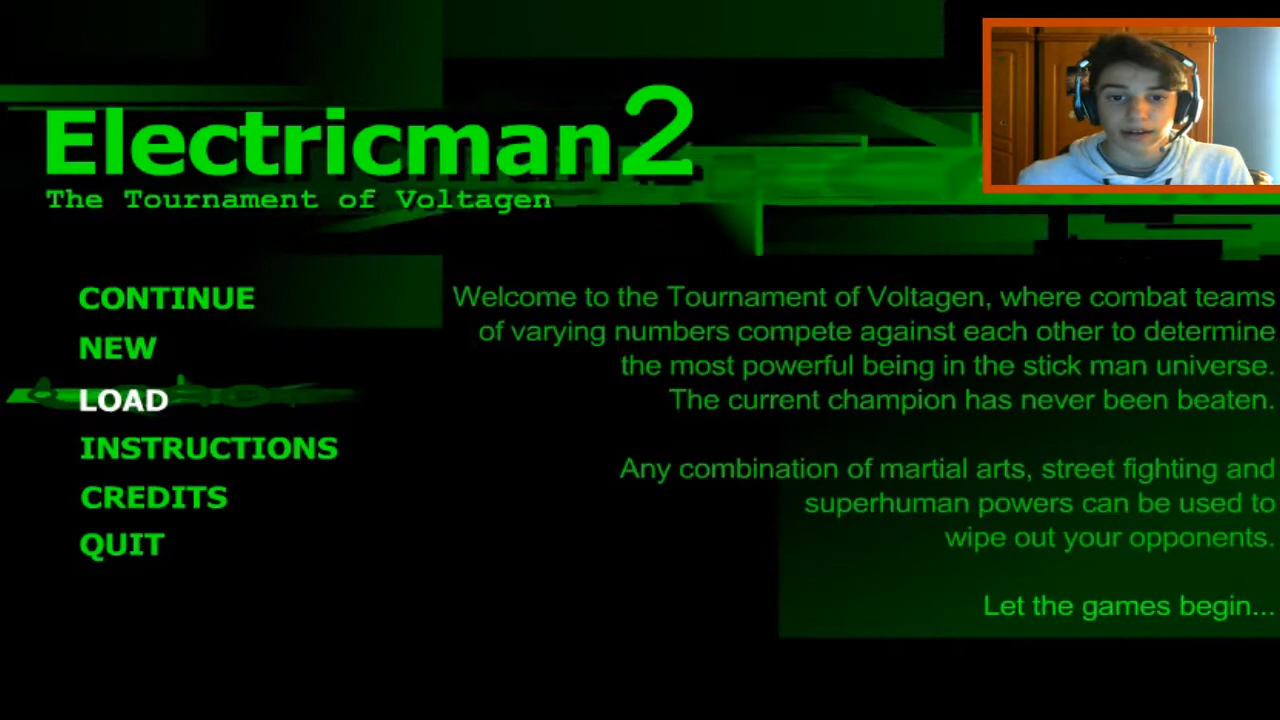 Electricman 2
The Tournament of Voltagen
CONTINUE
NEW
LOAD
INSTRUCTIONS
CREDITS
QUIT
Welcome to the Tournament of Voltagen, where combat teams
of varying numbers compete against each other to determine
the most powerful being in the stick man universe.
The current champion has never been beaten.
Any combination of martial arts, street fighting and
superhuman powers can be used to
wipe out your opponents.
Let the games begin...